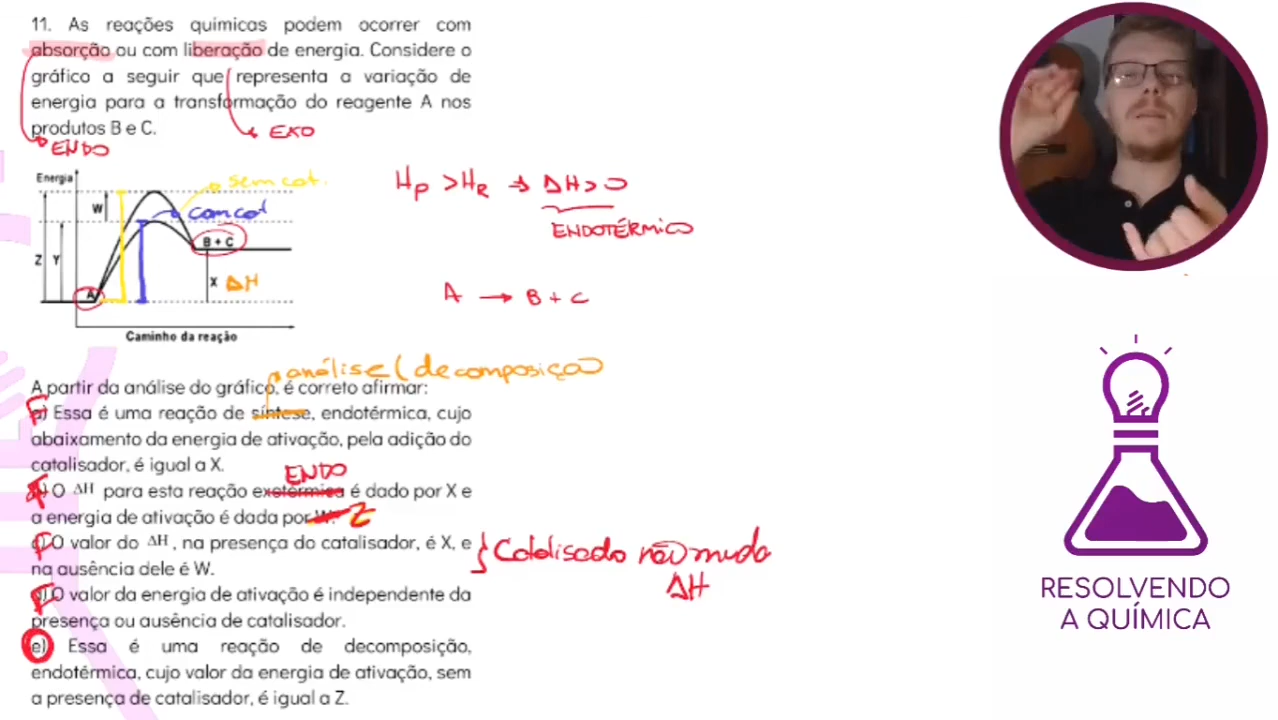 11. As reações químicas podem ocorrer com
absorção ou com liberação de energia. Considere o
gráfico a seguir que representa a variação de
energia para a transformação do reagente A nos
produtos B e C.
EXO
ENDO
Energia
sem cat.
com cat
W
Z
Y
B + C
A
X ΔH
Caminho da reação
Hp > HR → ΔH > 0
ENDOTÉRMICO
A → B + C
análise (decomposição)
A partir da análise do gráfico, é correto afirmar:
F a) Essa é uma reação de síntese, endotérmica, cujo
abaixamento da energia de ativação, pela adição do
catalisador, é igual a X.
ENDO
F b) O ΔH para esta reação exotérmica é dado por X e
a energia de ativação é dada por W. Z
F c) O valor do ΔH, na presença do catalisador, é X, e
na ausência dele é W.
} Catalisado não muda
ΔH
F d) O valor da energia de ativação é independente da
presença ou ausência de catalisador.
e) Essa é uma reação de decomposição,
endotérmica, cujo valor da energia de ativação, sem
a presença de catalisador, é igual a Z.
RESOLVENDO
A QUÍMICA